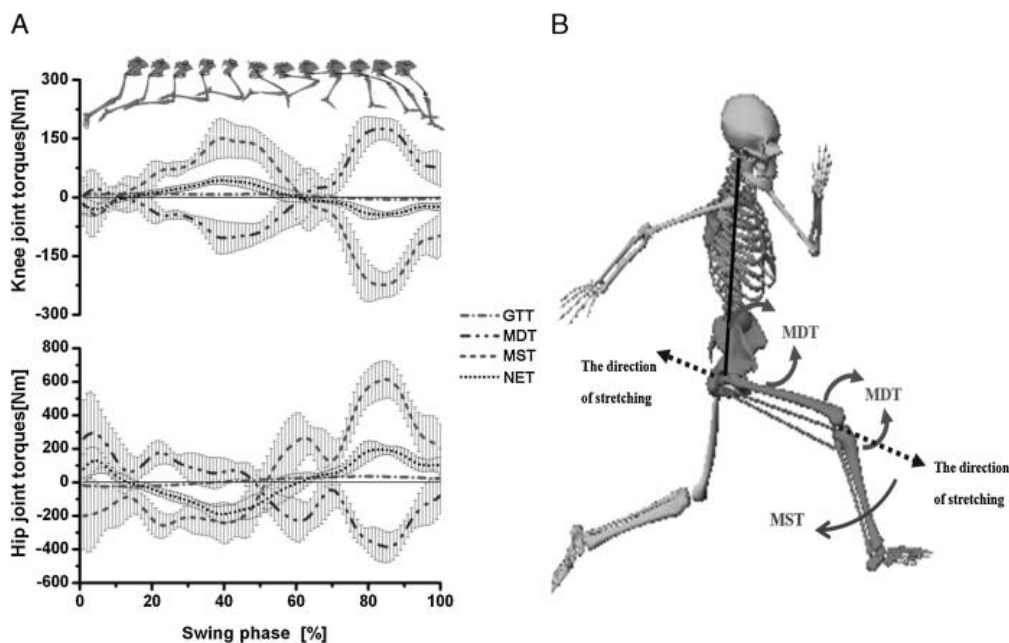 A
B
300
150
0
-150
-300
Knee joint torques[Nm]
GTT
MDT
MST
NET
800
600
400
200
0
-200
-400
-600
Hip joint torques[Nm]
0
20
40
60
80
100
Swing phase [%]
MDT
The direction
of stretching
MDT
The direction
of stretching
MST